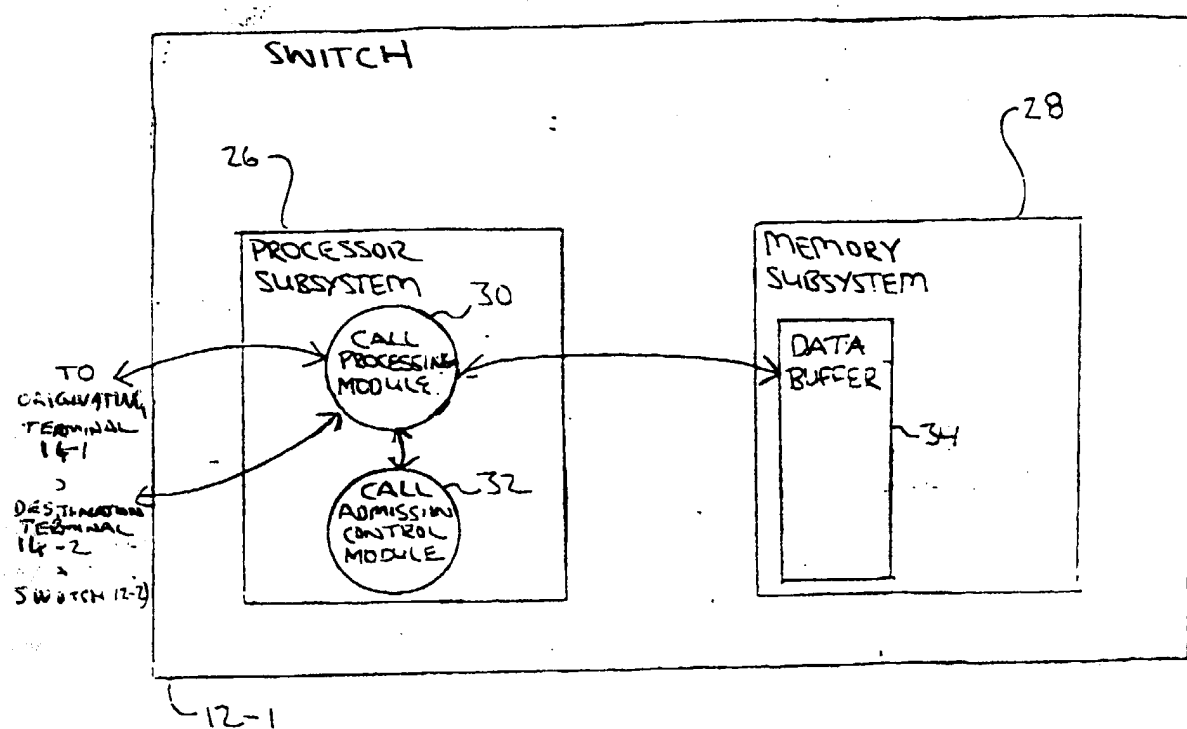 SWITCH
28
26
PROCESSOR
SUBSYSTEM
MEMORY
SUBSYSTEM
30
CALL
PROCESSING
MODULE
DATA
BUFFER
TO
ORIGINATING
TERMINAL
14-1
34
32
CALL
ADMISSION
CONTROL
MODULE
DESTINATION
TERMINAL
14-2
SWITCH 12-2)
12-1